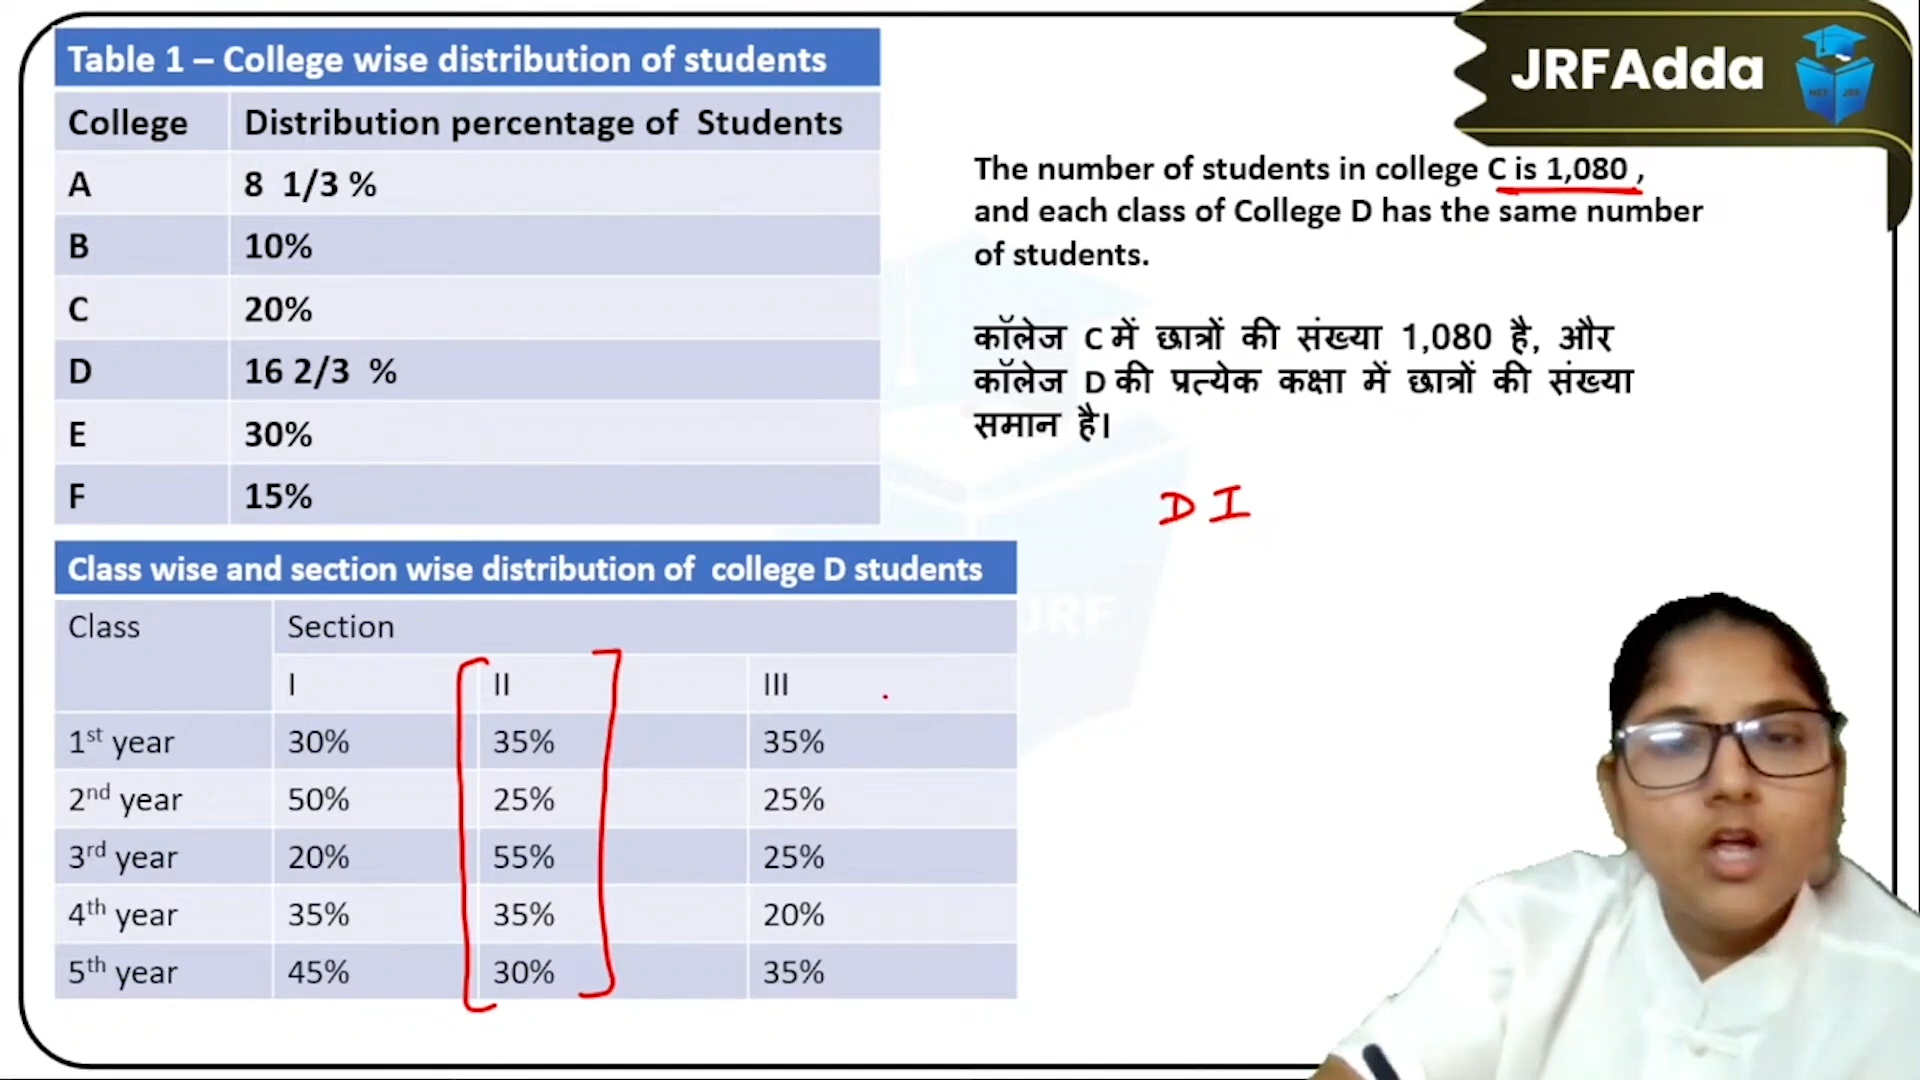 Table 1 – College wise distribution of students
College Distribution percentage of Students
A 8 1/3 %
B 10%
C 20%
D 16 2/3 %
E 30%
F 15%
Class wise and section wise distribution of college D students
Class Section
I II III
1st year 30% 35% 35%
2nd year 50% 25% 25%
3rd year 20% 55% 25%
4th year 35% 35% 20%
5th year 45% 30% 35%
JRFAdda
NET JRF
The number of students in college C is 1,080 ,
and each class of College D has the same number
of students.
कॉलेज C में छात्रों की संख्या 1,080 है, और
कॉलेज D की प्रत्येक कक्षा में छात्रों की संख्या
समान है।
D I
JRF